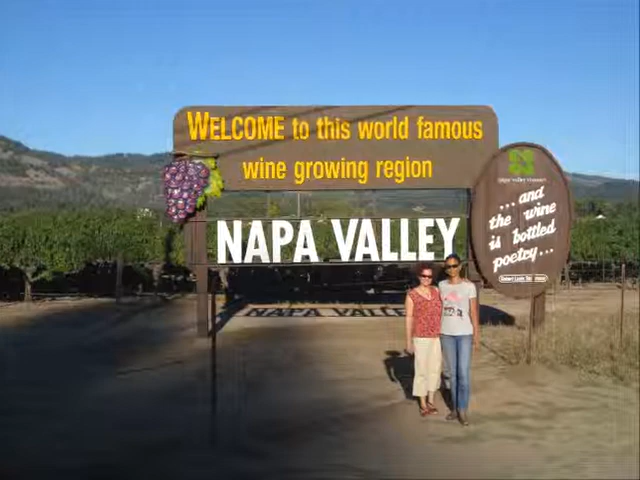 WELCOME to this world famous
wine growing region
NAPA VALLEY
... and
the wine
is bottled
poetry...
NAPA VALLEY